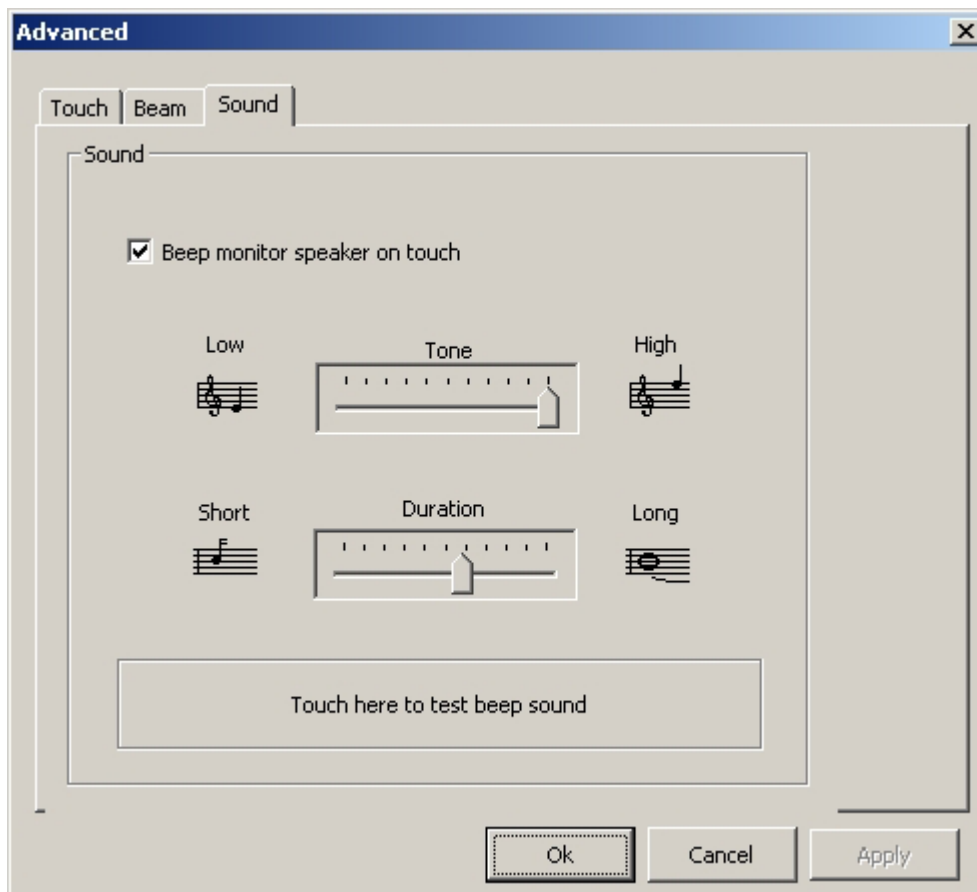 Advanced
Touch Beam Sound
Sound
Beep monitor speaker on touch
Low Tone High
Short Duration Long
Touch here to test beep sound
Ok Cancel Apply